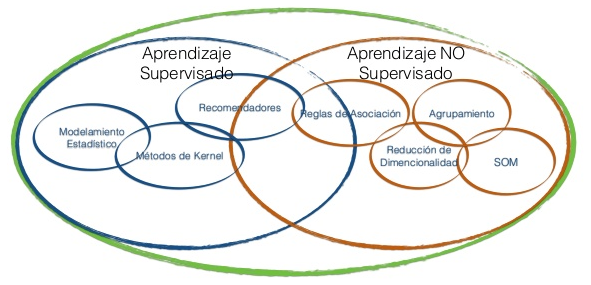 Aprendizaje
Supervisado
Aprendizaje NO
Supervisado
Recomendadores
Reglas de Asociación
Agrupamiento
Modelamiento
Estadístico
Métodos de Kernel
Reducción de
Dimencionalidad
SOM